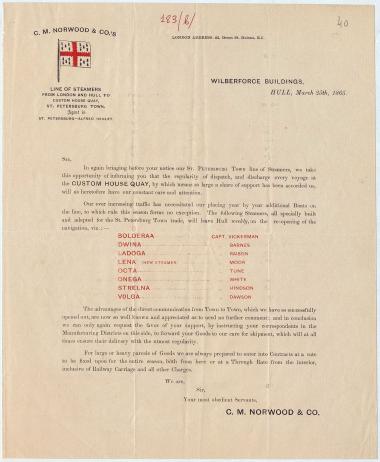 183/6/
40
C. M. NORWOOD & CO.'S
LONDON ADDRESS:
LINE OF STEAMERS
FROM LONDON AND HULL TO
CUSTOM HOUSE QUAY,
ST. PETERSBURG TOWN.
Agent in
ST. PETERSBURG—ALFRED
WILBERFORCE BUILDINGS,
HULL, March 25th,
Sir,
In again bringing before your notice our ST. PETERSBURG TOWN line of Steamers, we take
this opportunity of informing you that the regularity of dispatch, and discharge every voyage at
the CUSTOM HOUSE QUAY, by which means so large a share of support has been accorded us,
will as heretofore have our constant care and attention.
Our ever increasing traffic has necessitated our placing year by year additional Boats on
the line, to which rule this season forms no exception. The following Steamers, all specially built
and adapted for the St. Petersburg Town trade, will leave Hull weekly, on the re-opening of the
navigation, viz.:—
BOLDERAA CAPT. VICKERMAN
DWINA BARNES
LADOGA
LENA (NEW STEAMER) MOOR
OCTA TUNE
ONEGA WHITE
STRELNA
VOLGA DAWSON
The advantages of the direct communication from Town to Town, which we have so successfully
opened out, are now so well known and appreciated as to need no further comment; and in conclusion
we can only again request the favor of your support, by instructing your correspondents in the
Manufacturing Districts on this side, to forward your Goods to our care for shipment, which will at all
times ensure their delivery with the utmost regularity.
For large or heavy parcels of Goods we are always prepared to enter into Contracts at a rate
to be fixed upon for the entire season, both from here or at a Through Rate from the interior,
inclusive of Railway Carriage and all other Charges.
We are,
Sir,
Your most obedient Servants,
C. M. NORWOOD & CO.